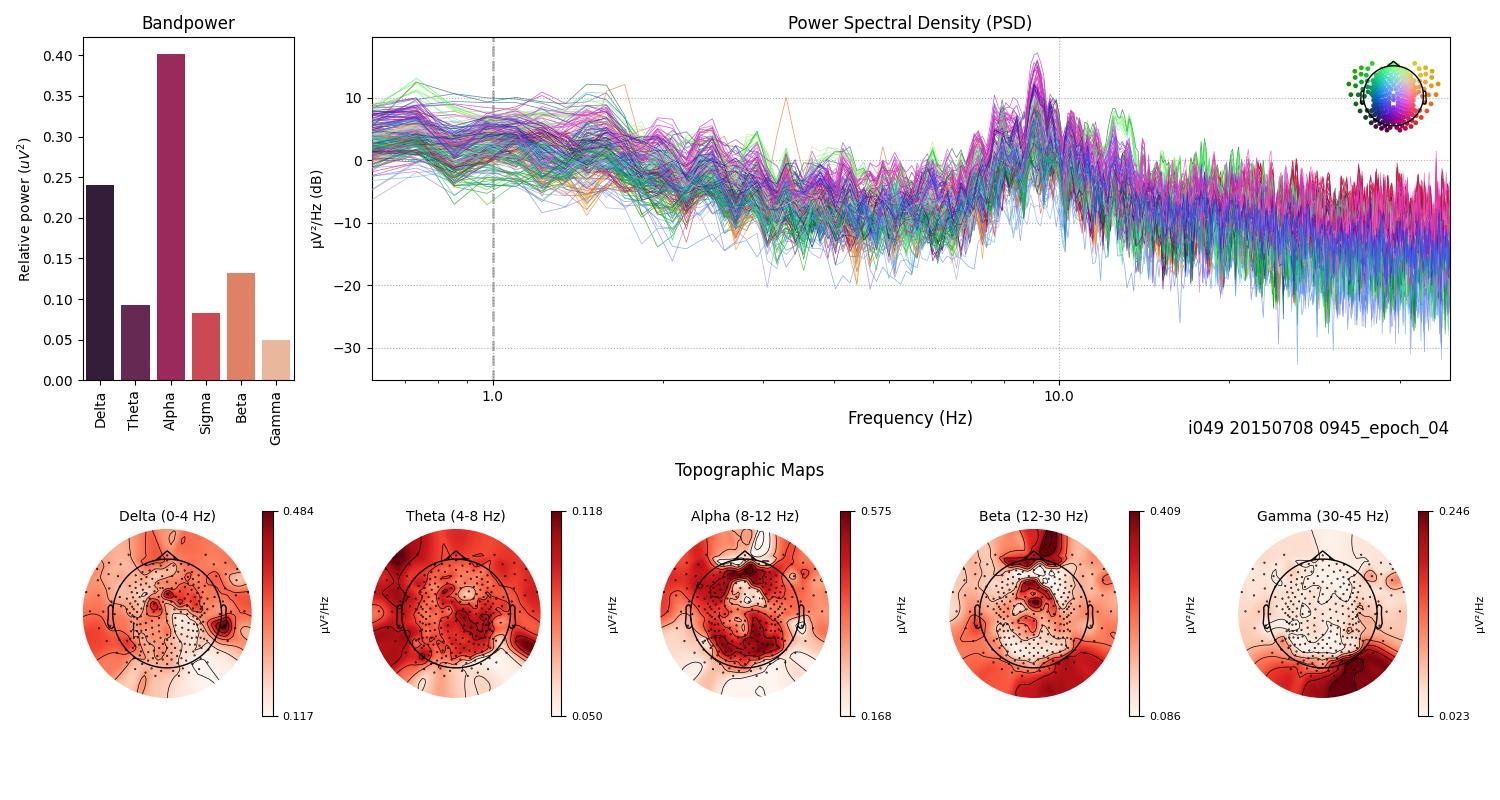 Bandpower
Relative power (uV²)
0.40
0.35
0.30
0.25
0.20
0.15
0.10
0.05
0.00
Delta
Theta
Alpha
Sigma
Beta
Gamma
Power Spectral Density (PSD)
µV²/Hz (dB)
10
0
−10
−20
−30
1.0
10.0
Frequency (Hz)
i049 20150708 0945_epoch_04
Topographic Maps
Delta (0-4 Hz)
0.484
µV²/Hz
0.117
Theta (4-8 Hz)
0.118
µV²/Hz
0.050
Alpha (8-12 Hz)
0.575
µV²/Hz
0.168
Beta (12-30 Hz)
0.409
µV²/Hz
0.086
Gamma (30-45 Hz)
0.246
µV²/Hz
0.023